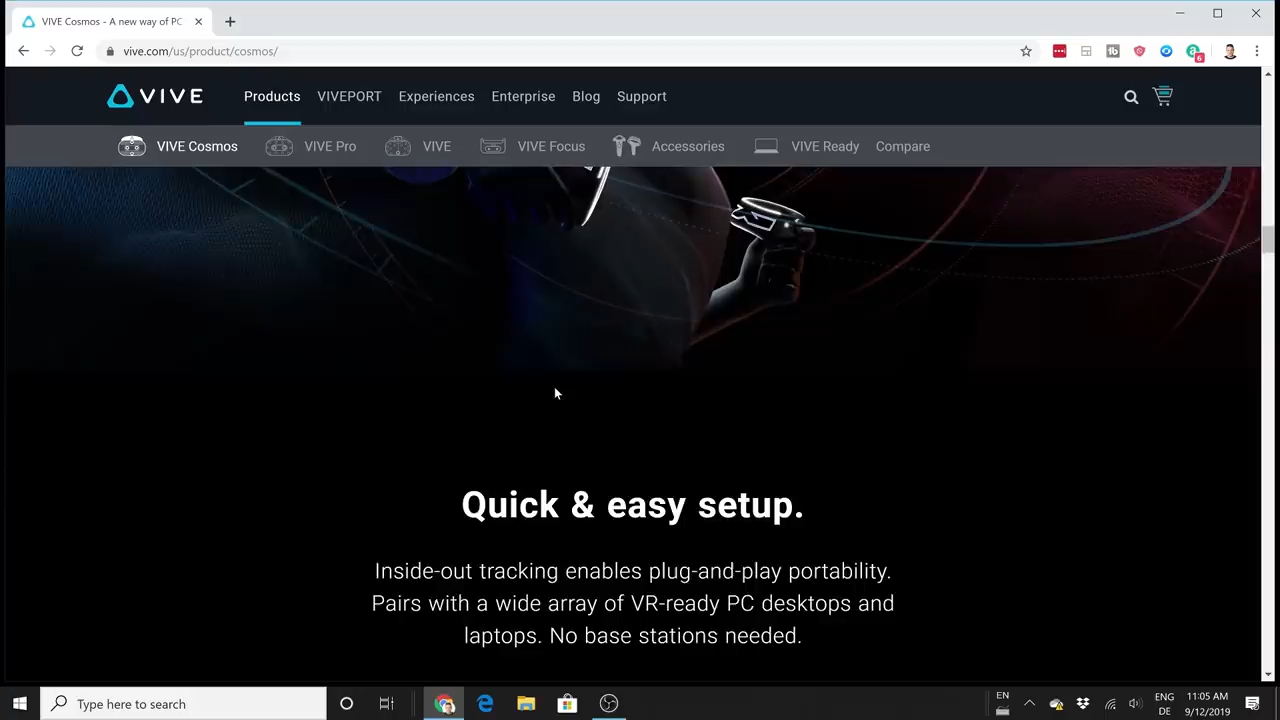 VIVE Cosmos - A new way of PC
vive.com/us/product/cosmos/
6
VIVE
Products VIVEPORT Experiences Enterprise Blog Support
VIVE Cosmos VIVE Pro VIVE VIVE Focus Accessories VIVE Ready Compare
Quick & easy setup.
Inside-out tracking enables plug-and-play portability.
Pairs with a wide array of VR-ready PC desktops and
laptops. No base stations needed.
Type here to search
EN
ENG
DE
11:05 AM
9/12/2019